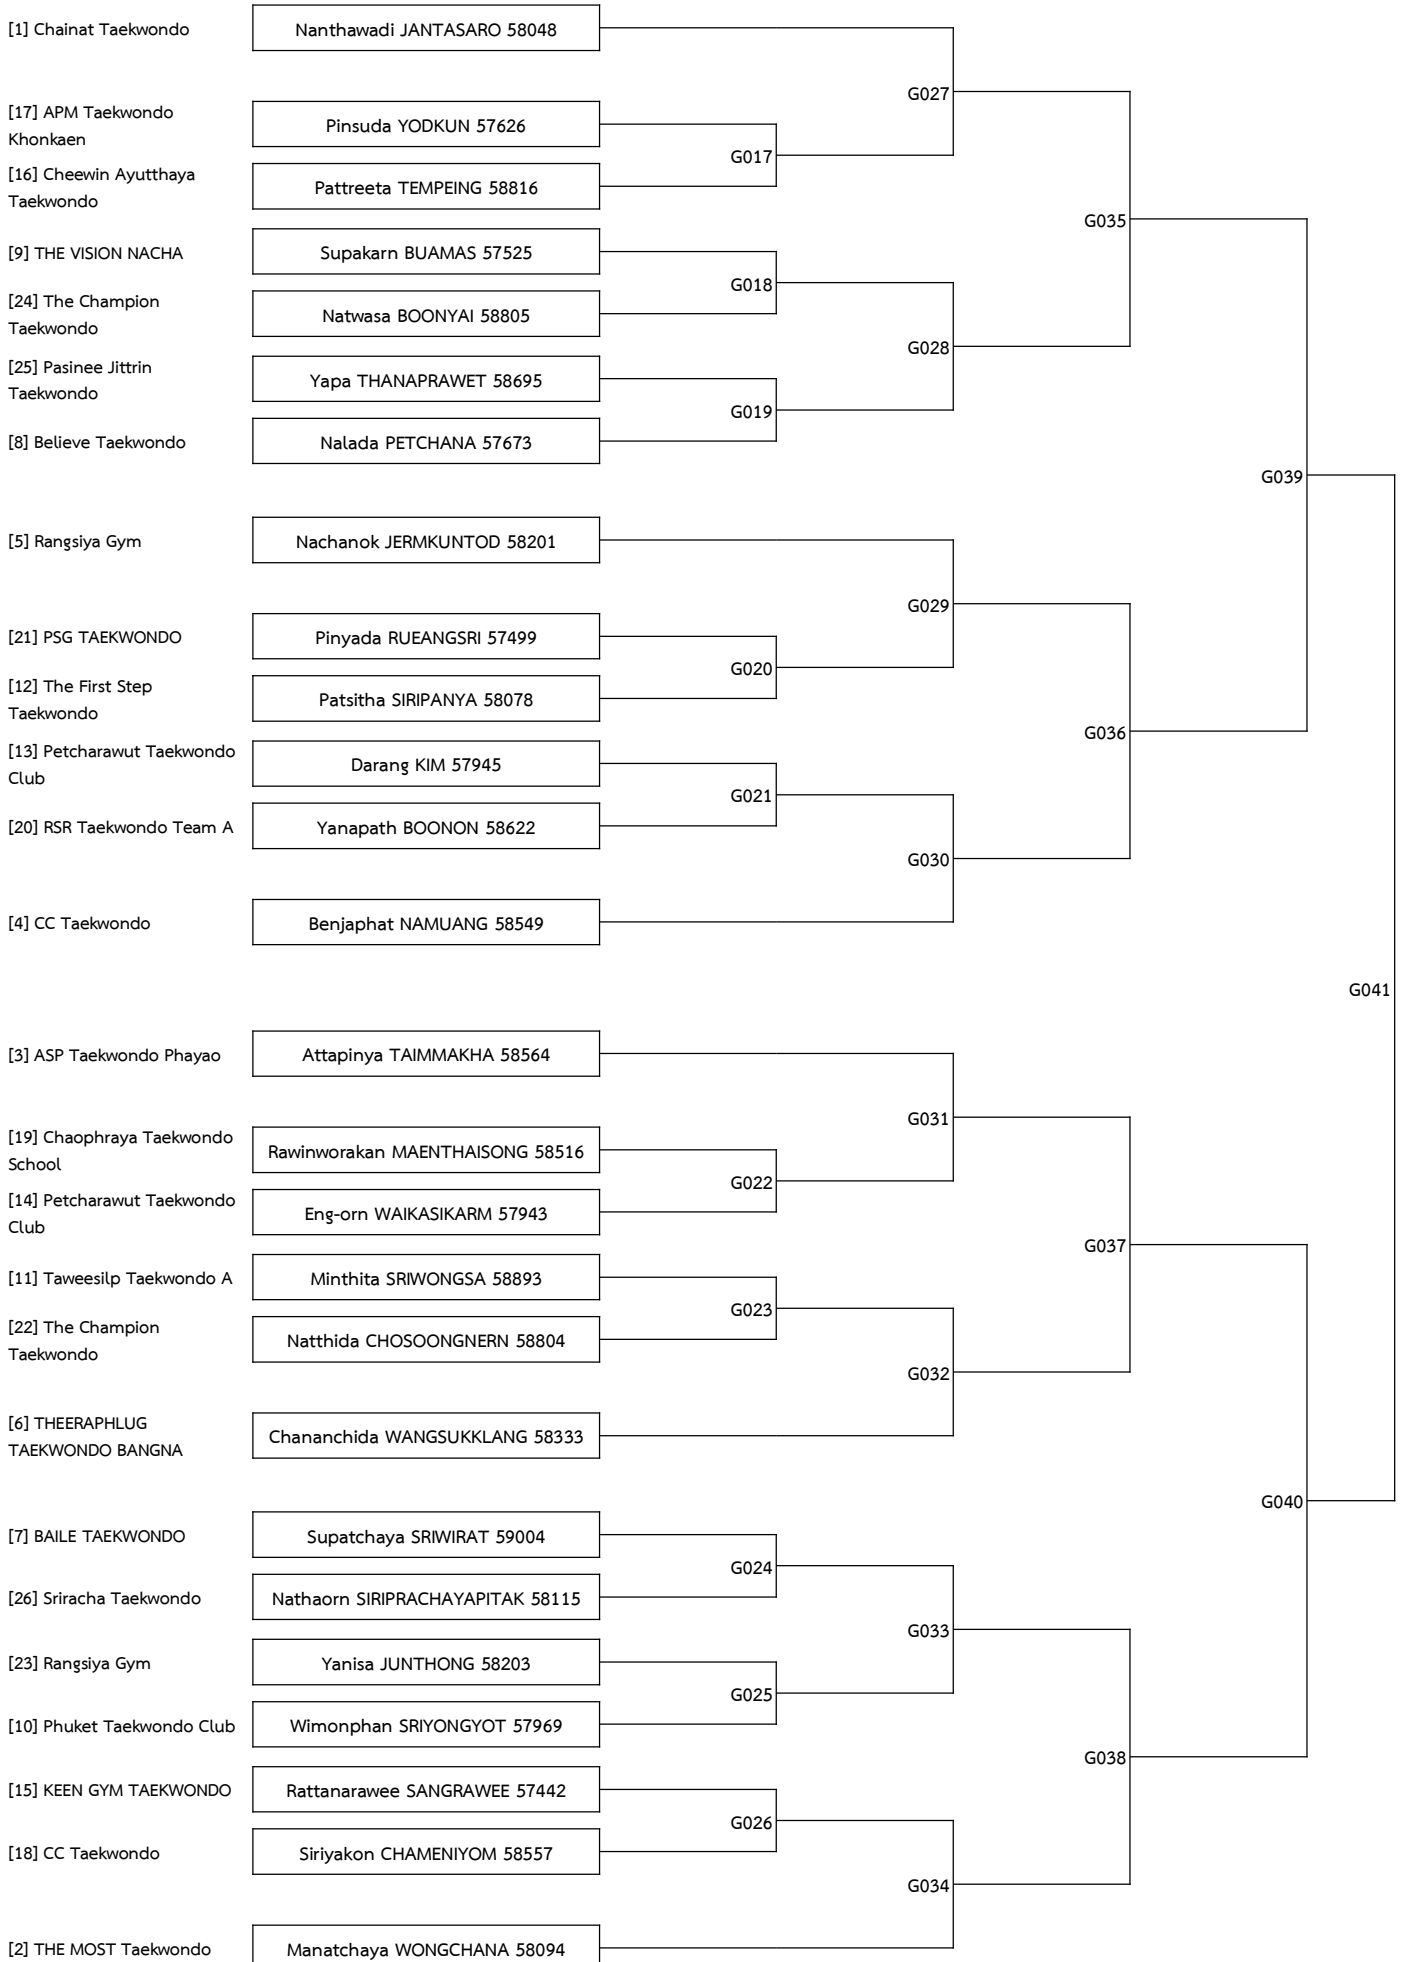 [1] Chainat Taekwondo
Nanthawadi JANTASARO 58048
G027
[17] APM Taekwondo
Khonkaen
Pinsuda YODKUN 57626
G017
[16] Cheewin Ayutthaya
Taekwondo
Pattreeta TEMPEING 58816
G035
[9] THE VISION NACHA
Supakarn BUAMAS 57525
G018
[24] The Champion
Taekwondo
Natwasa BOONYAI 58805
G028
[25] Pasinee Jittrin
Taekwondo
Yapa THANAPRAWET 58695
G019
[8] Believe Taekwondo
Nalada PETCHANA 57673
G039
[5] Rangsiya Gym
Nachanok JERMKUNTOD 58201
G029
[21] PSG TAEKWONDO
Pinyada RUEANGSRI 57499
G020
[12] The First Step
Taekwondo
Patsitha SIRIPANYA 58078
G036
[13] Petcharawut Taekwondo
Club
Darang KIM 57945
G021
[20] RSR Taekwondo Team A
Yanapath BOONON 58622
G030
[4] CC Taekwondo
Benjaphat NAMUANG 58549
G041
[3] ASP Taekwondo Phayao
Attapinya TAIMMAKHA 58564
G031
[19] Chaophraya Taekwondo
School
Rawinworakan MAENTHAISONG 58516
G022
[14] Petcharawut Taekwondo
Club
Eng-orn WAIKASIKARM 57943
G037
[11] Taweesilp Taekwondo A
Minthita SRIWONGSA 58893
G023
[22] The Champion
Taekwondo
Natthida CHOSOONGNERN 58804
G032
[6] THEERAPHLUG
TAEKWONDO BANGNA
Chananchida WANGSUKKLANG 58333
G040
[7] BAILE TAEKWONDO
Supatchaya SRIWIRAT 59004
G024
[26] Sriracha Taekwondo
Nathaorn SIRIPRACHAYAPITAK 58115
G033
[23] Rangsiya Gym
Yanisa JUNTHONG 58203
G025
[10] Phuket Taekwondo Club
Wimonphan SRIYONGYOT 57969
G038
[15] KEEN GYM TAEKWONDO
Rattanarawee SANGRAWEE 57442
G026
[18] CC Taekwondo
Siriyakon CHAMENIYOM 58557
G034
[2] THE MOST Taekwondo
Manatchaya WONGCHANA 58094